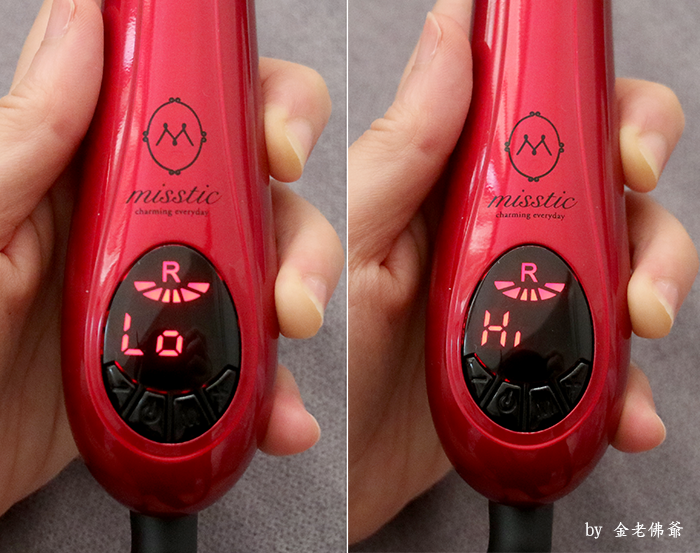 M
misstic
charming everyday
R
Lo
M
misstic
charming everyday
R
Hi
by 金老佛爺